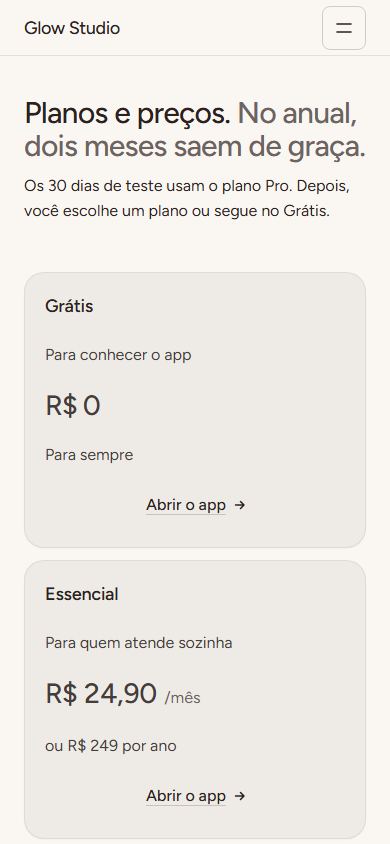 Glow Studio
Planos e preços. No anual,
dois meses saem de graça.
Os 30 dias de teste usam o plano Pro. Depois,
você escolhe um plano ou segue no Grátis.
Grátis
Para conhecer o app
R$ 0
Para sempre
Abrir o app →
Essencial
Para quem atende sozinha
R$ 24,90 /mês
ou R$ 249 por ano
Abrir o app →